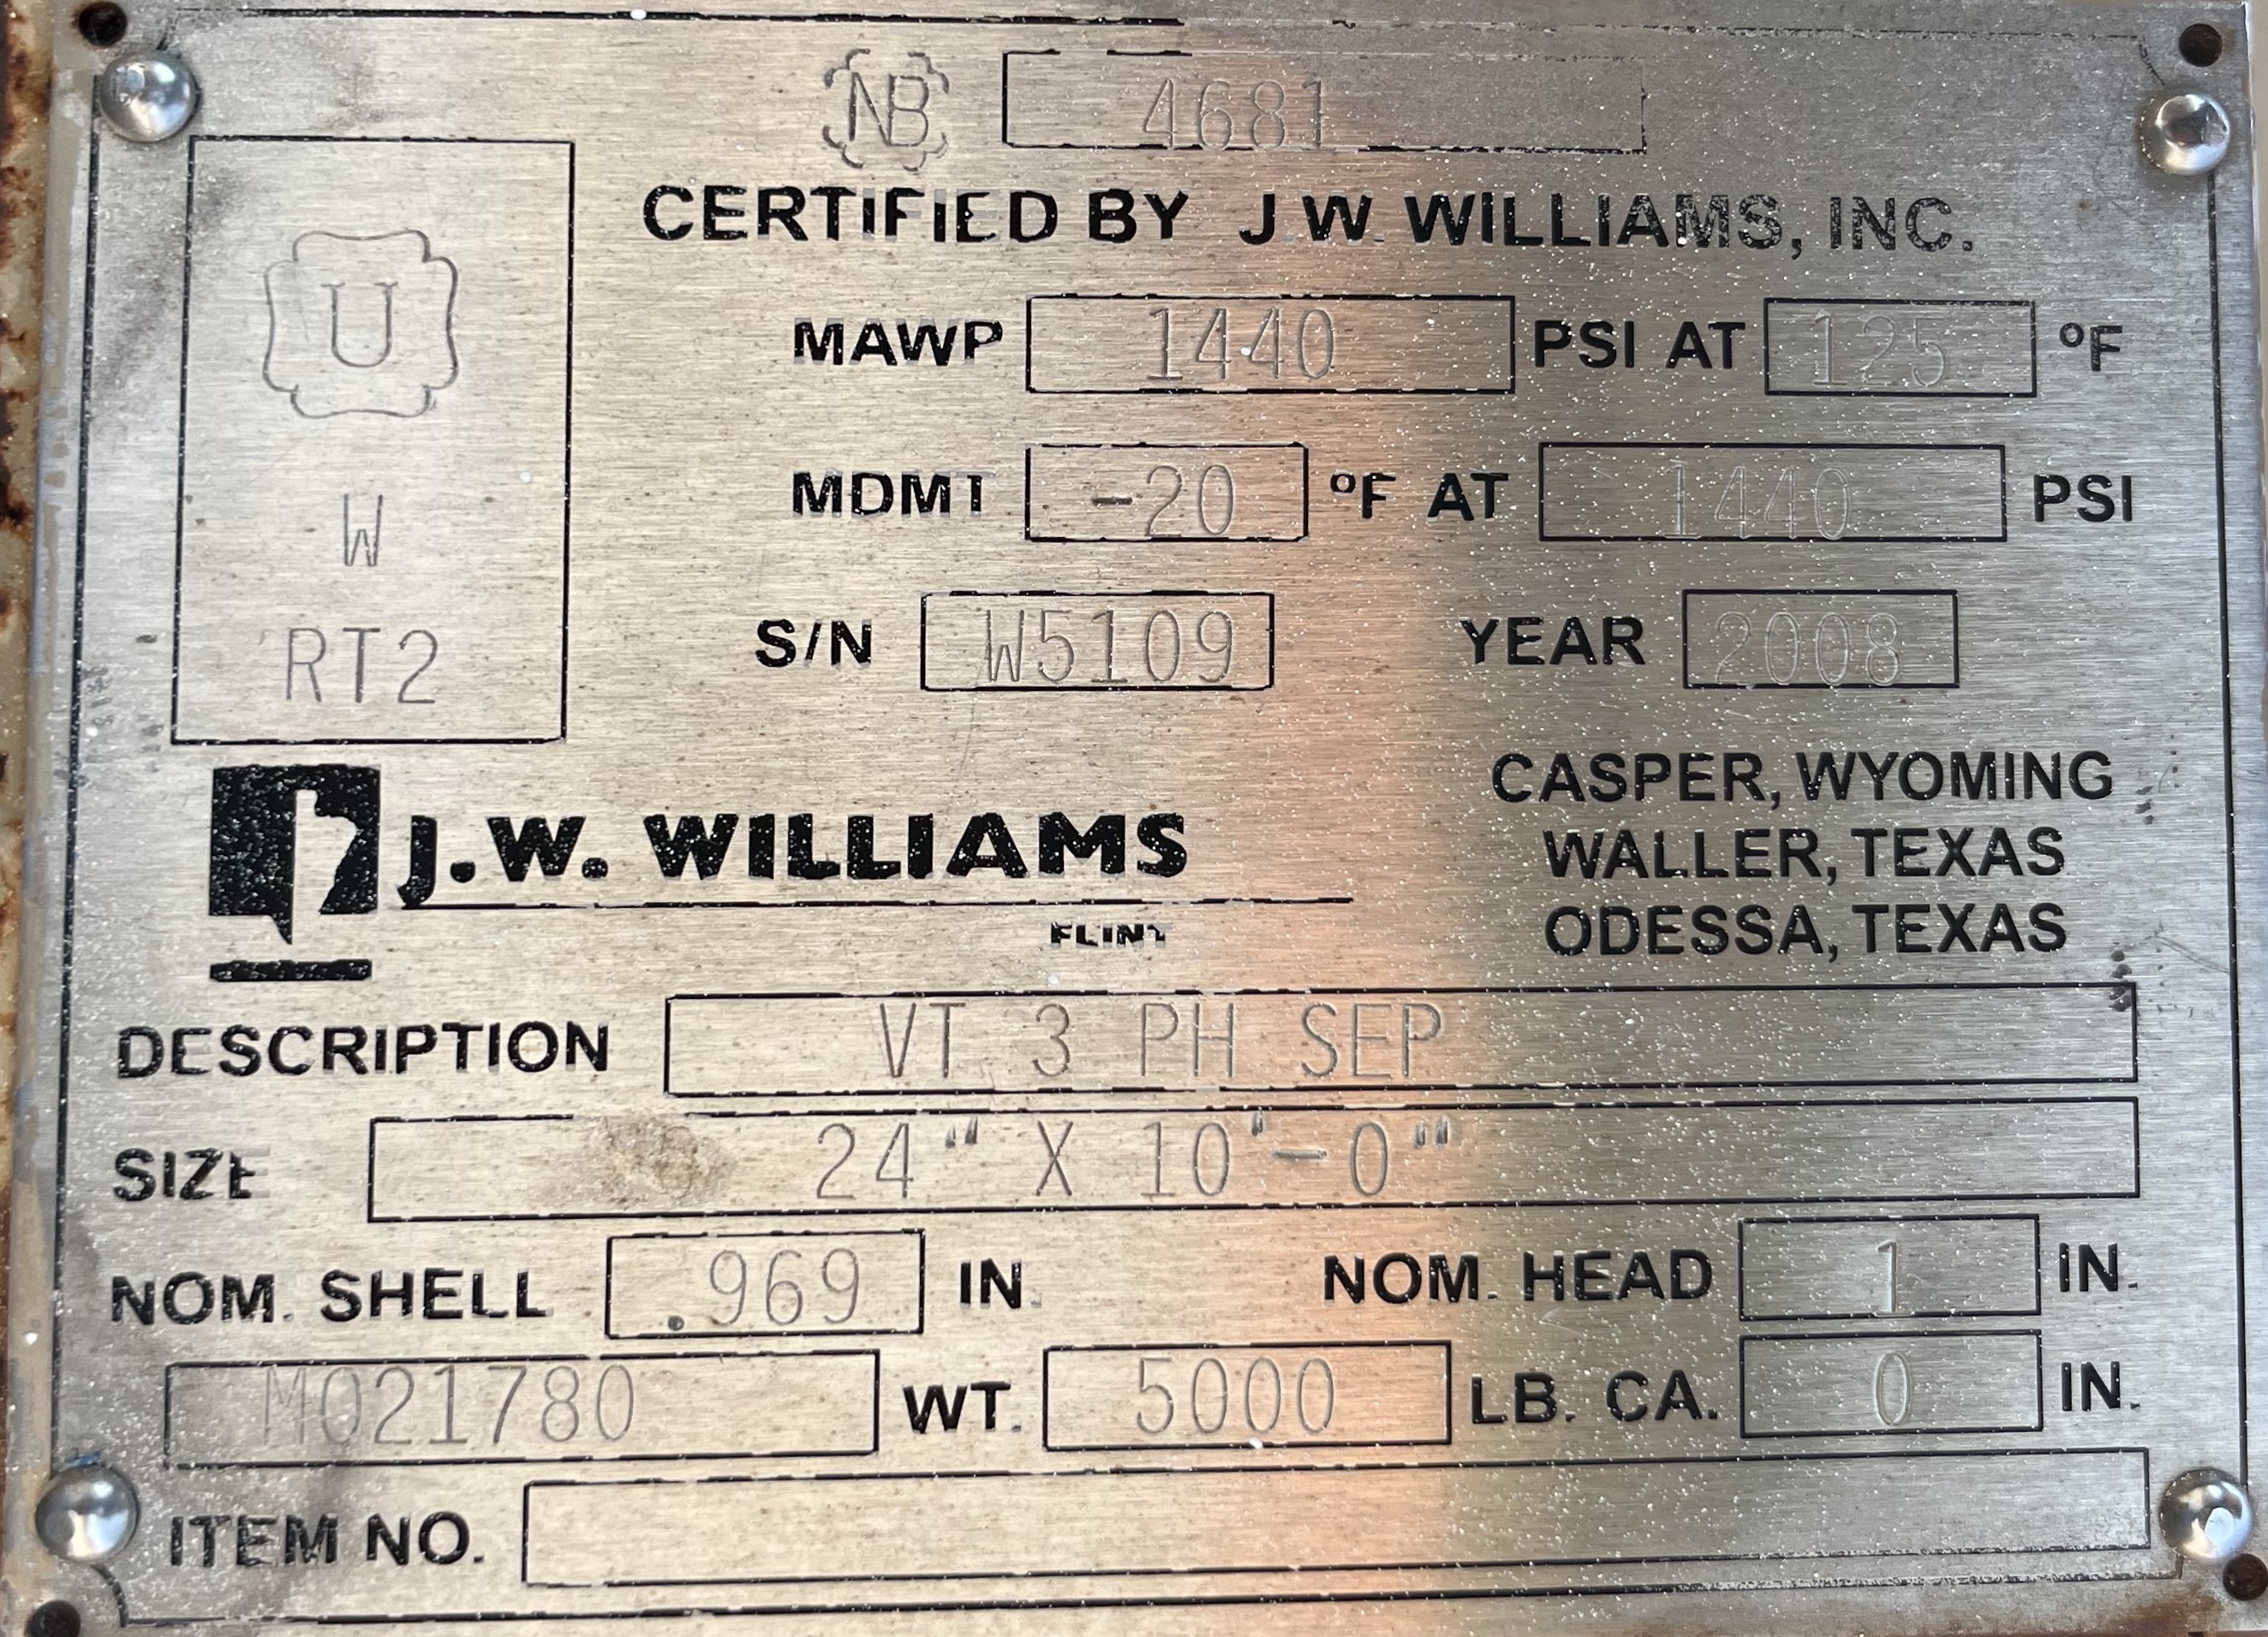 NB 4681
CERTIFIED BY J.W. WILLIAMS, INC.
U
W
RT2
MAWP 1440 PSI AT 125 ºF
MDMT -20 ºF AT 1440 PSI
S/N W5109 YEAR 2008
J.W. WILLIAMS
FLINT
CASPER, WYOMING
WALLER, TEXAS
ODESSA, TEXAS
DESCRIPTION VT 3 PH SEP
SIZE 24" X 10'-0"
NOM. SHELL .969 IN. NOM. HEAD 1 IN.
M021780 WT. 5000 LB. CA. 0 IN.
ITEM NO.